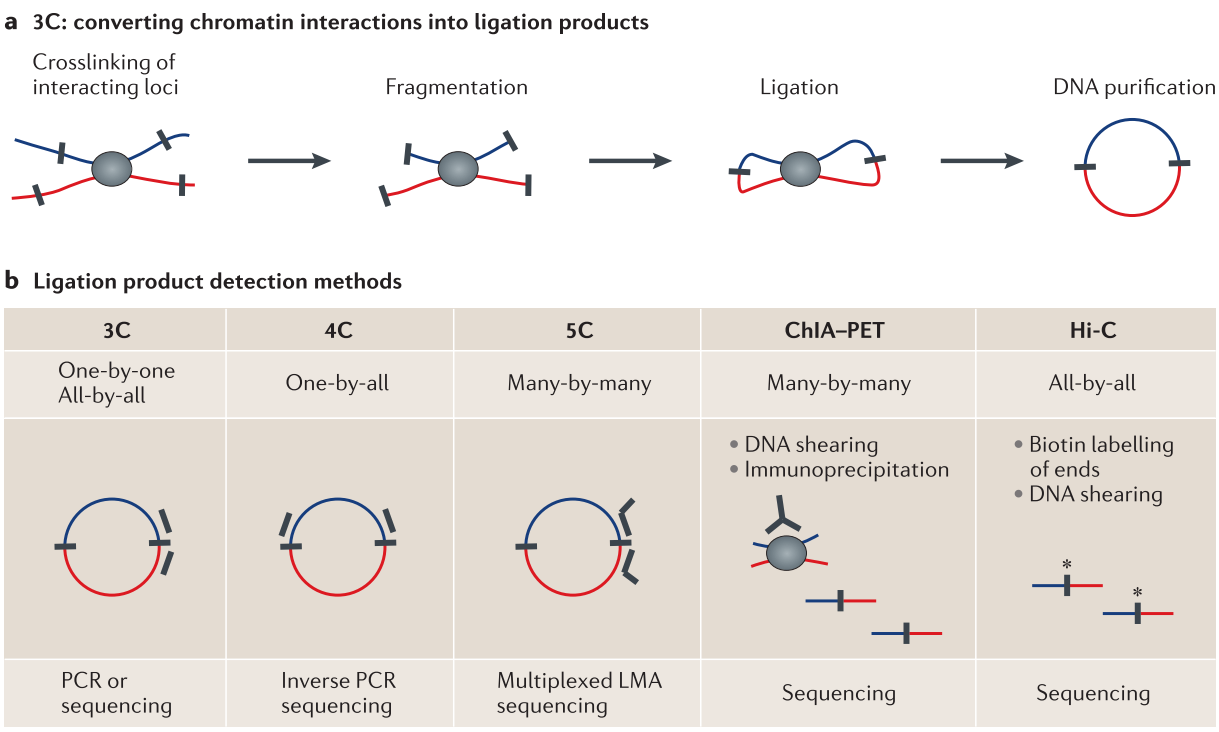 a 3C: converting chromatin interactions into ligation products
Crosslinking of
interacting loci
Fragmentation
Ligation
DNA purification
b Ligation product detection methods
3C
4C
5C
ChIA–PET
Hi-C
One-by-one
All-by-all
One-by-all
Many-by-many
Many-by-many
All-by-all
• DNA shearing
• Immunoprecipitation
• Biotin labelling
of ends
• DNA shearing
*
*
PCR or
sequencing
Inverse PCR
sequencing
Multiplexed LMA
sequencing
Sequencing
Sequencing